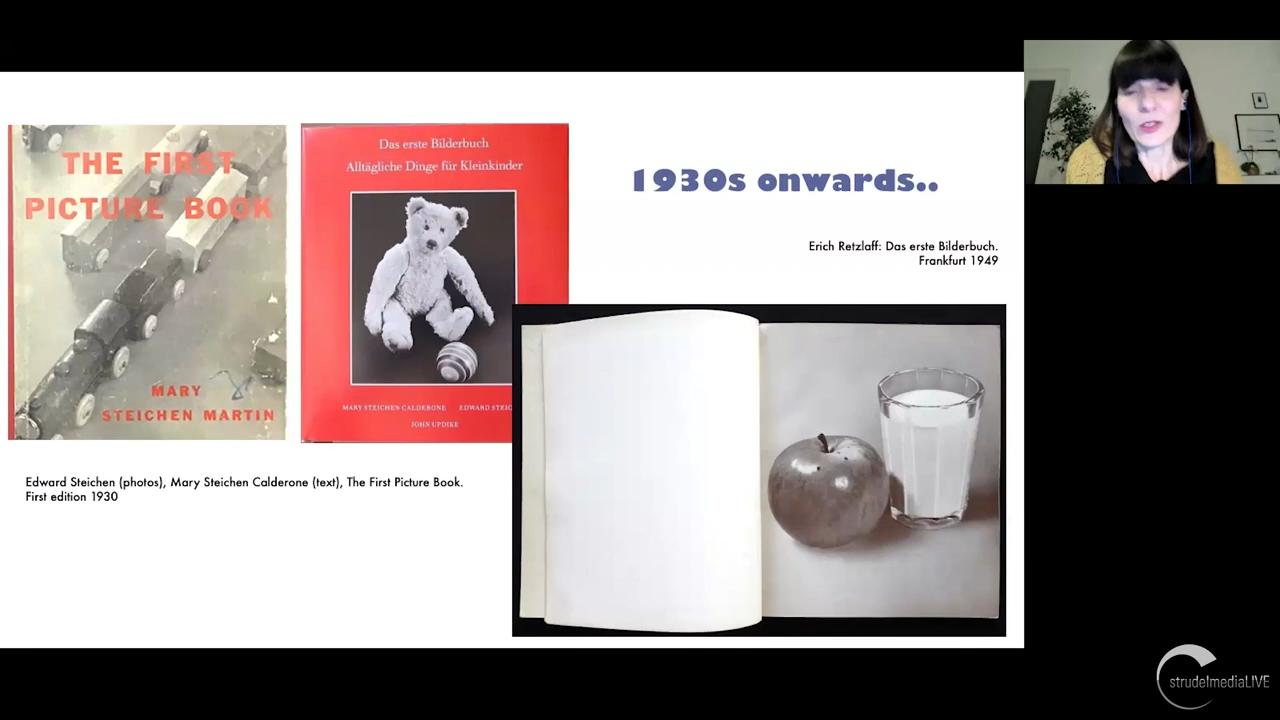 THE FIRST
PICTURE BOOK
MARY
STEICHEN MARTIN
Das erste Bilderbuch
Alltägliche Dinge für Kleinkinder
MARY STEICHEN CALDERONE EDWARD STEIC
JOHN UPDIKE
1930s onwards..
Erich Retzlaff: Das erste Bilderbuch.
Frankfurt 1949
Edward Steichen (photos), Mary Steichen Calderone (text), The First Picture Book.
First edition 1930
strudelmediaLIVE